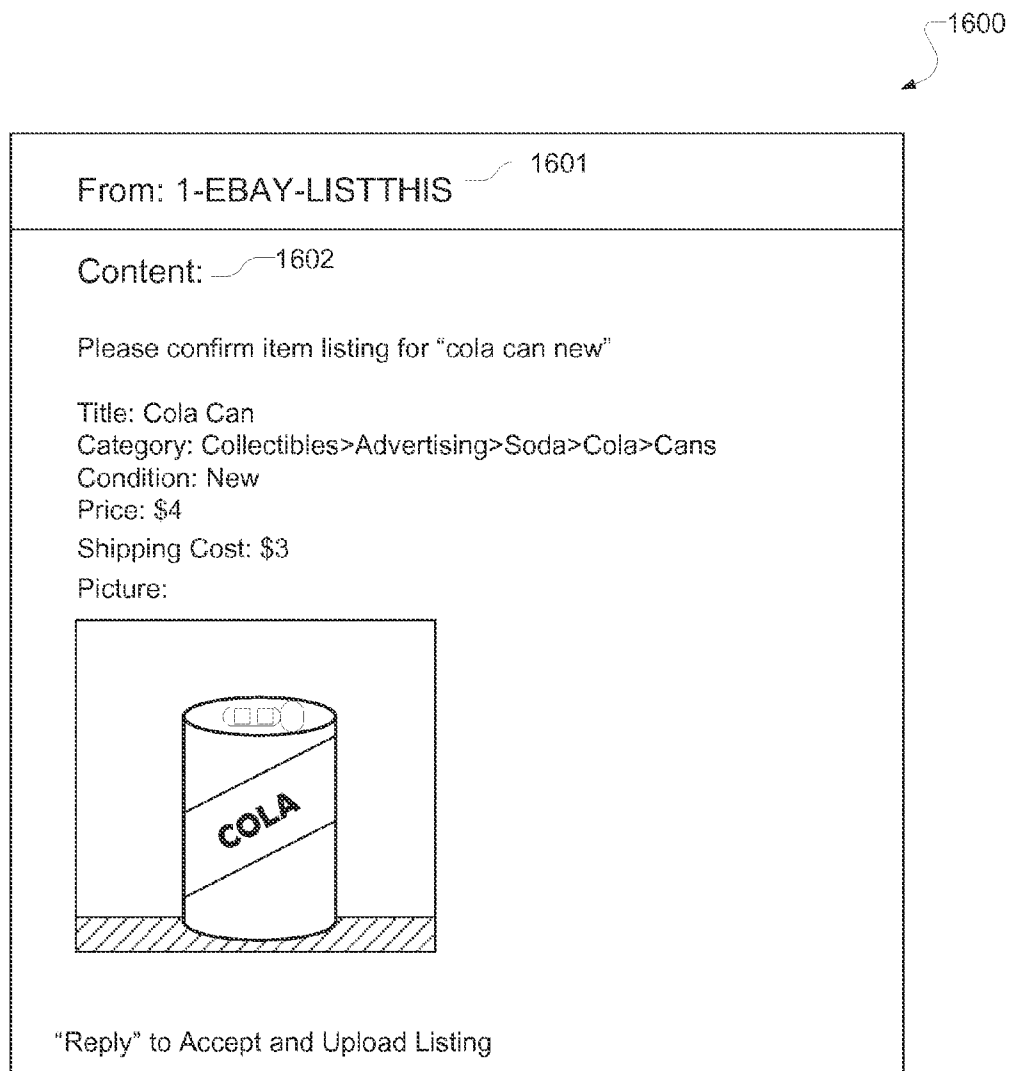 1600
From: 1-EBAY-LISTTHIS 1601
Content: 1602
Please confirm item listing for “cola can new”
Title: Cola Can
Category: Collectibles>Advertising>Soda>Cola>Cans
Condition: New
Price: $4
Shipping Cost: $3
Picture:
COLA
“Reply” to Accept and Upload Listing